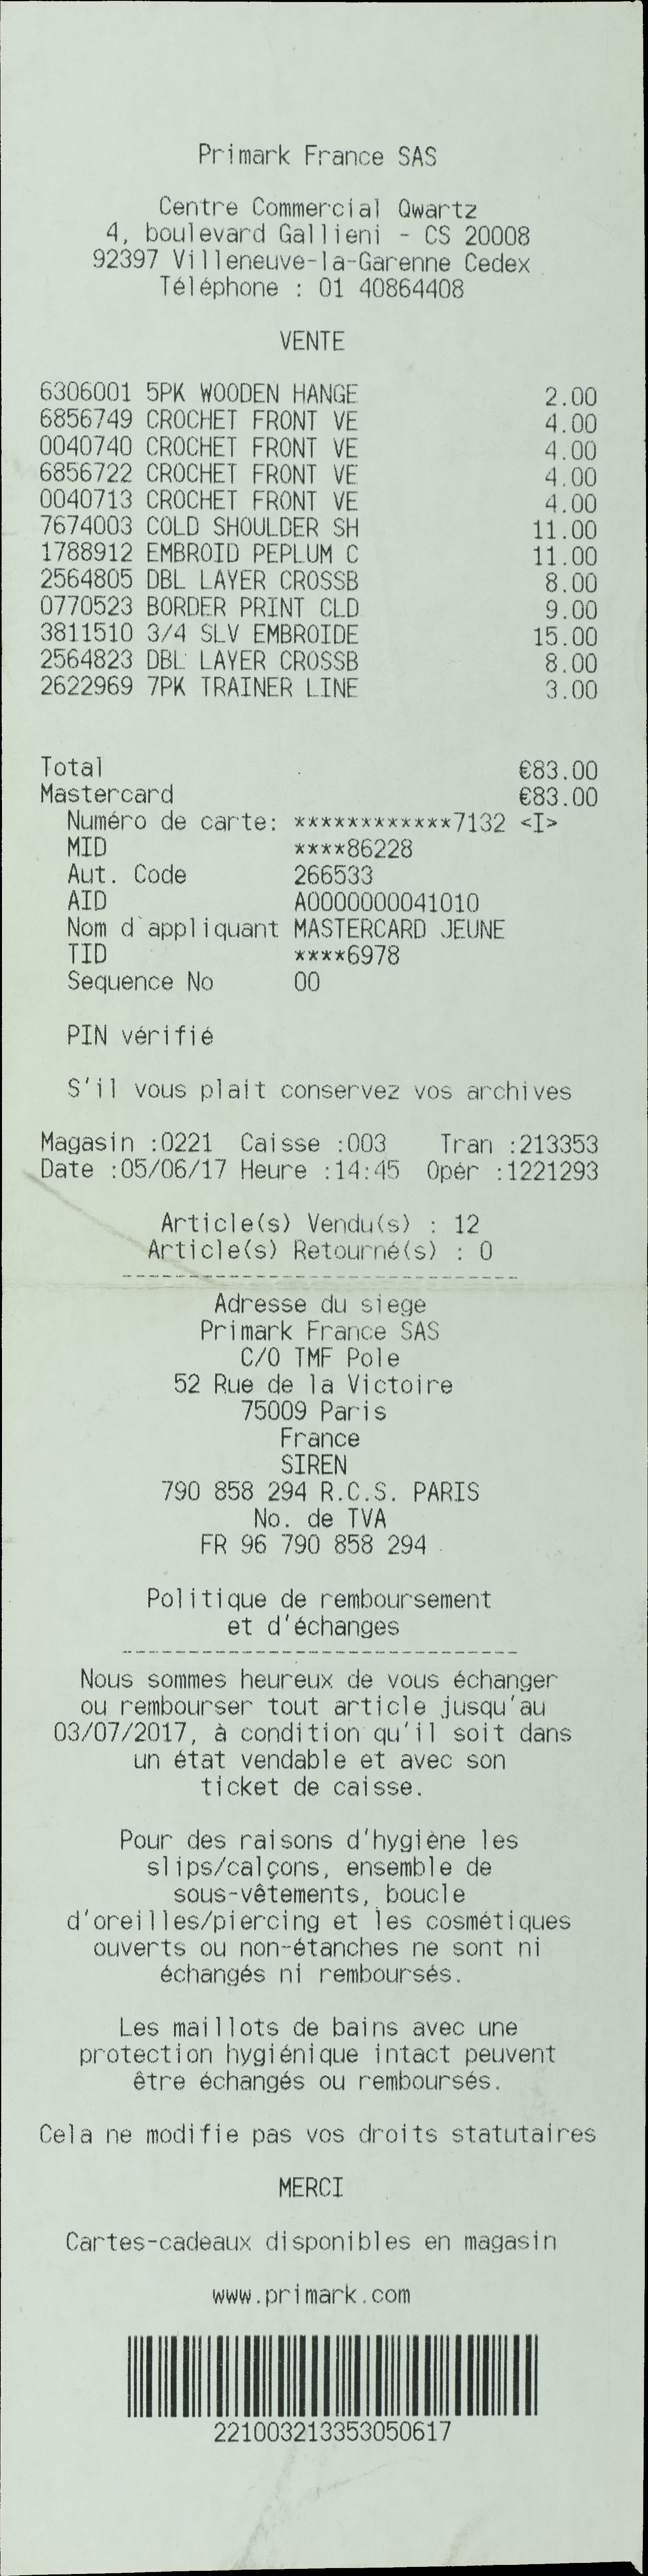 Primark France SAS
Centre Commercial Qwartz
4, boulevard Gallieni - CS 20008
92397 Villeneuve-la-Garenne Cedex
Téléphone : 01 40864408
VENTE
6306001 5PK WOODEN HANGE 2.00
6856749 CROCHET FRONT VE 4.00
0040740 CROCHET FRONT VE 4.00
6856722 CROCHET FRONT VE 4.00
0040713 CROCHET FRONT VE 4.00
7674003 COLD SHOULDER SH 11.00
1788912 EMBROID PEPLUM C 11.00
2564805 DBL LAYER CROSSB 8.00
0770523 BORDER PRINT CLD 9.00
3811510 3/4 SLV EMBROIDE 15.00
2564823 DBL LAYER CROSSB 8.00
2622969 7PK TRAINER LINE 3.00
Total €83.00
Mastercard €83.00
Numéro de carte: ************7132 <I>
MID ****86228
Aut. Code 266533
AID A0000000041010
Nom d`appliquant MASTERCARD JEUNE
TID ****6978
Sequence No 00
PIN vérifié
S'il vous plait conservez vos archives
Magasin :0221 Caisse :003 Tran :213353
Date :05/06/17 Heure :14:45 Opér :1221293
Article(s) Vendu(s) : 12
Article(s) Retourné(s) : 0
------------------------------
Adresse du siege
Primark France SAS
C/O TMF Pole
52 Rue de la Victoire
75009 Paris
France
SIREN
790 858 294 R.C.S. PARIS
No. de TVA
FR 96 790 858 294
Politique de remboursement
et d'échanges
------------------------------
Nous sommes heureux de vous échanger
ou rembourser tout article jusqu'au
03/07/2017, à condition qu'il soit dans
un état vendable et avec son
ticket de caisse.
Pour des raisons d'hygiène les
slips/calçons, ensemble de
sous-vêtements, boucle
d'oreilles/piercing et les cosmétiques
ouverts ou non-étanches ne sont ni
échangés ni remboursés.
Les maillots de bains avec une
protection hygiénique intact peuvent
être échangés ou remboursés.
Cela ne modifie pas vos droits statutaires
MERCI
Cartes-cadeaux disponibles en magasin
www.primark.com
221003213353050617